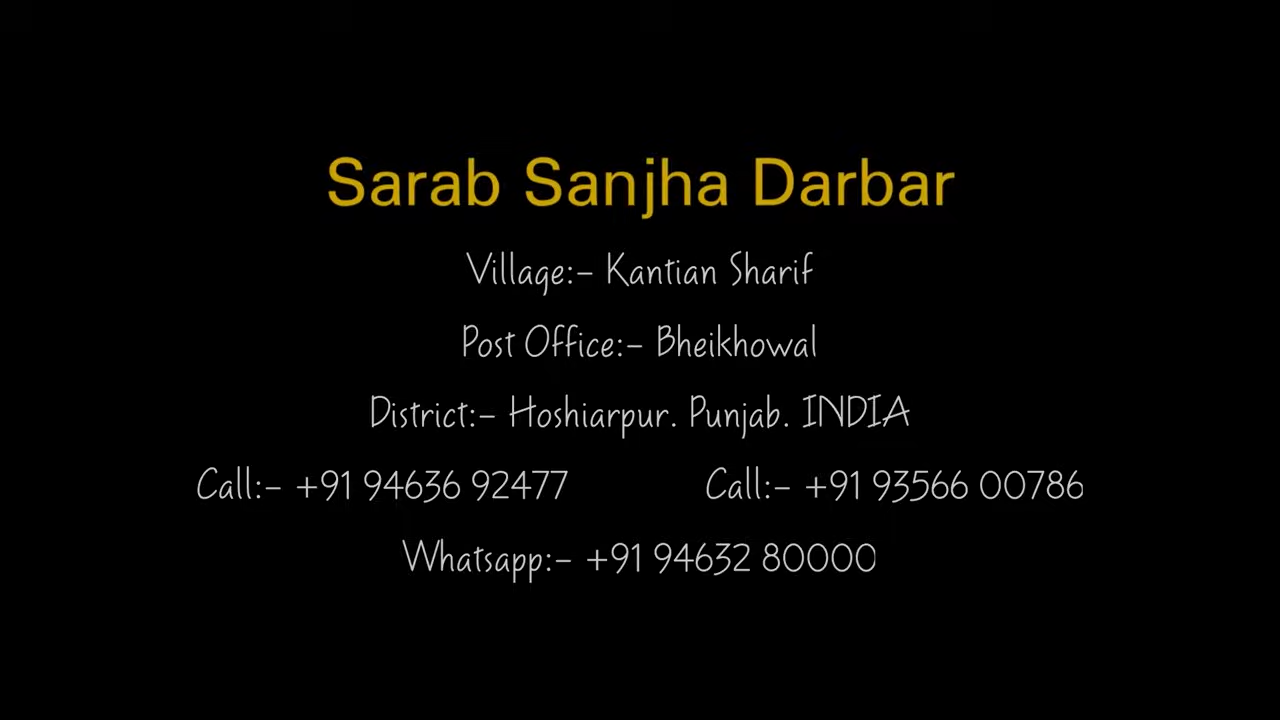 Sarab Sanjha Darbar
Village:- Kantian Sharif
Post Office:- Bheikhowal
District:- Hoshiarpur. Punjab. INDIA
Call:- +91 94636 92477 Call:- +91 93566 00786
Whatsapp:- +91 94632 80000